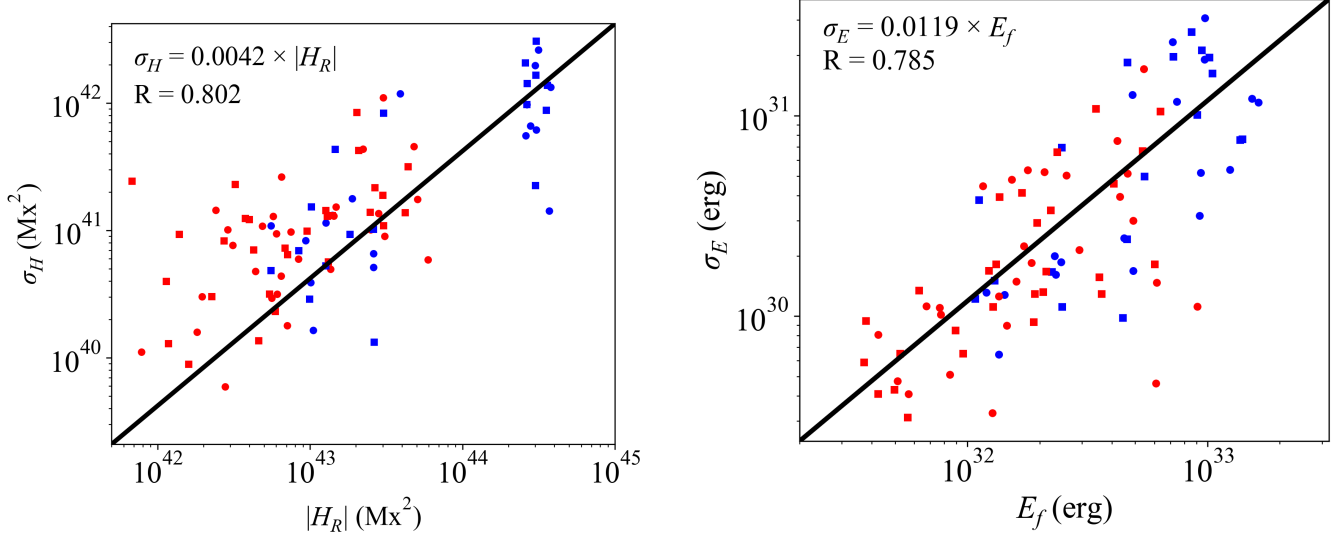 σ_H = 0.0042 × |H_R|
R = 0.802
10^42
10^41
10^40
σ_H (Mx^2)
10^42 10^43 10^44 10^45
|H_R| (Mx^2)
σ_E = 0.0119 × E_f
R = 0.785
10^31
10^30
σ_E (erg)
10^32 10^33
E_f (erg)